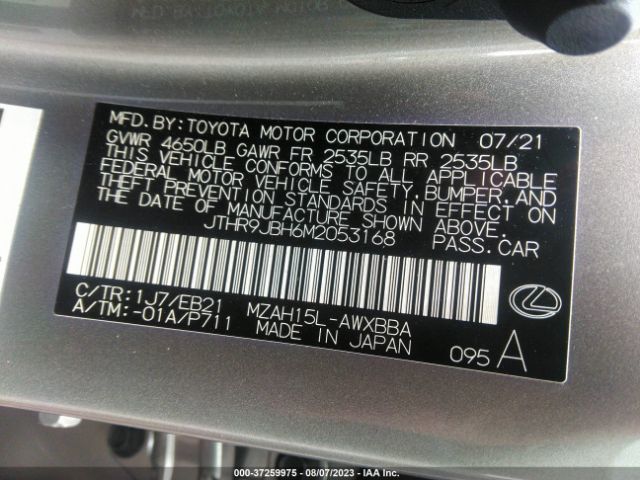 MFD. BY: TOYOTA MOTOR CORPORATION 07/21
GVWR 4650LB GAWR FR 2535LB RR 2535LB
THIS VEHICLE CONFORMS TO ALL APPLICABLE
FEDERAL MOTOR VEHICLE SAFETY, BUMPER, AND
THEFT PREVENTION STANDARDS IN EFFECT ON
THE DATE OF MANUFACTURE SHOWN ABOVE.
JTHR9JBH6M2053168 PASS. CAR
C/TR: 1J7/EB21 MZAH15L-AWXBBA
A/TM: -01A/P711 MADE IN JAPAN
095 A
000-37259975 - 08/07/2023 - IAA Inc.